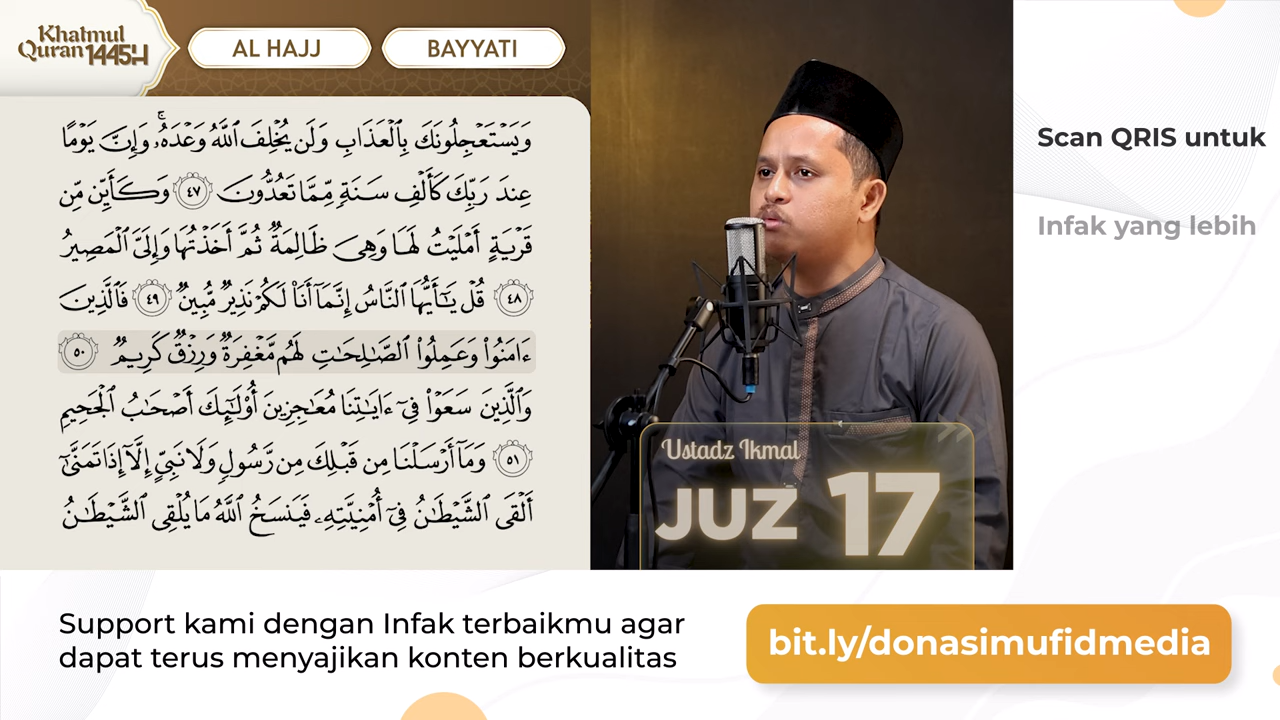 Khatmul
Quran 1445H
AL HAJJ
BAYYATI
وَيَسْتَعْجِلُونَكَ بِٱلْعَذَابِ وَلَن يُخْلِفَ ٱللَّهُ وَعْدَهُۥۚ وَإِنَّ يَوْمًا
عِندَ رَبِّكَ كَأَلْفِ سَنَةٍ مِّمَّا تَعُدُّونَ ٤٧ وَكَأَيِّن مِّن
قَرْيَةٍ أَمْلَيْتُ لَهَا وَهِىَ ظَالِمَةٌ ثُمَّ أَخَذْتُهَا وَإِلَىَّ ٱلْمَصِيرُ
٤٨ قُلْ يَـٰٓأَيُّهَا ٱلنَّاسُ إِنَّمَآ أَنَا۠ لَكُمْ نَذِيرٌ مُّبِينٌ ٤٩ فَٱلَّذِينَ
ءَامَنُوا۟ وَعَمِلُوا۟ ٱلصَّـٰلِحَـٰتِ لَهُم مَّغْفِرَةٌ وَرِزْقٌ كَرِيمٌ ٥٠
وَٱلَّذِينَ سَعَوْا۟ فِىٓ ءَايَـٰتِنَا مُعَـٰجِزِينَ أُو۟لَـٰٓئِكَ أَصْحَـٰبُ ٱلْجَحِيمِ
٥١ وَمَآ أَرْسَلْنَا مِن قَبْلِكَ مِن رَّسُولٍ وَلَا نَبِىٍّ إِلَّآ إِذَا تَمَنَّىٰٓ
أَلْقَى ٱلشَّيْطَـٰنُ فِىٓ أُمْنِيَّتِهِۦ فَيَنسَخُ ٱللَّهُ مَا يُلْقِى ٱلشَّيْطَـٰنُ
Ustadz Ikmal
JUZ 17
Scan QRIS untuk
Infak yang lebih
Support kami dengan Infak terbaikmu agar
dapat terus menyajikan konten berkualitas
bit.ly/donasimufidmedia